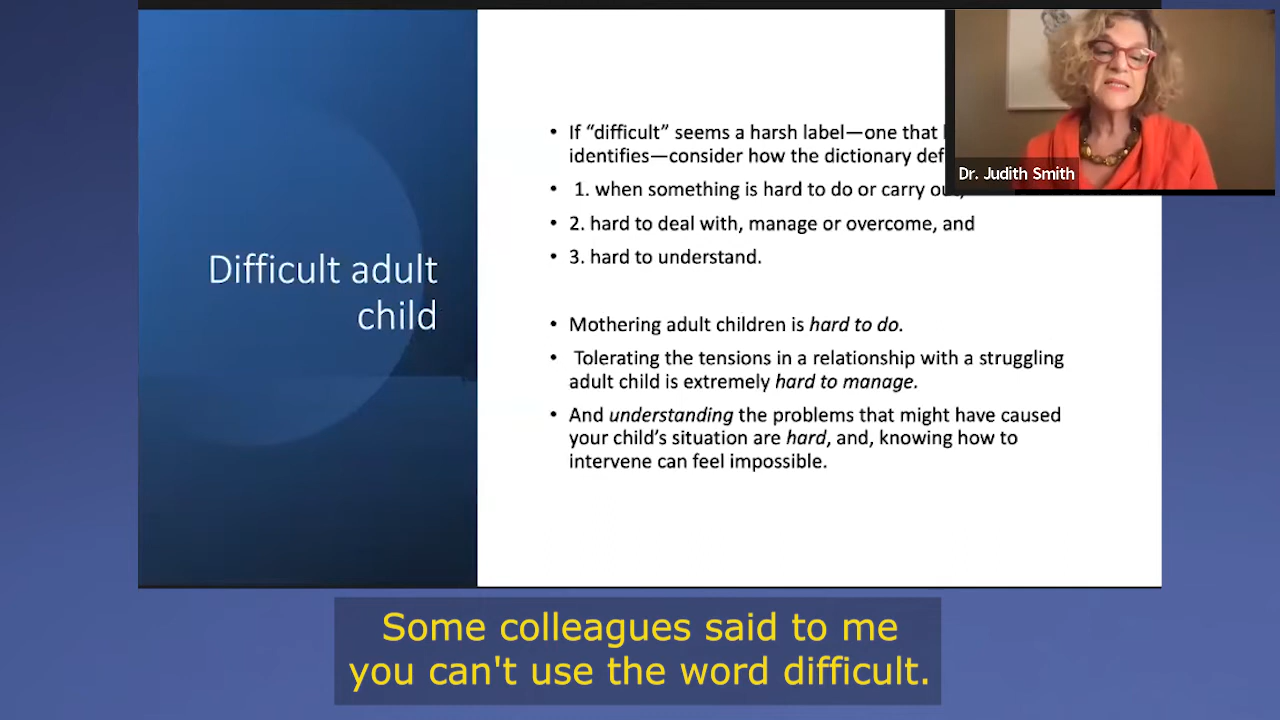 Difficult adult
child
If “difficult” seems a harsh label—one that
identifies—consider how the dictionary
1. when something is hard to do or carry
2. hard to deal with, manage or overcome, and
3. hard to understand.
Mothering adult children is hard to do.
Tolerating the tensions in a relationship with a struggling
adult child is extremely hard to manage.
And understanding the problems that might have caused
your child’s situation are hard, and, knowing how to
intervene can feel impossible.
Dr. Judith Smith
Some colleagues said to me
you can't use the word difficult.